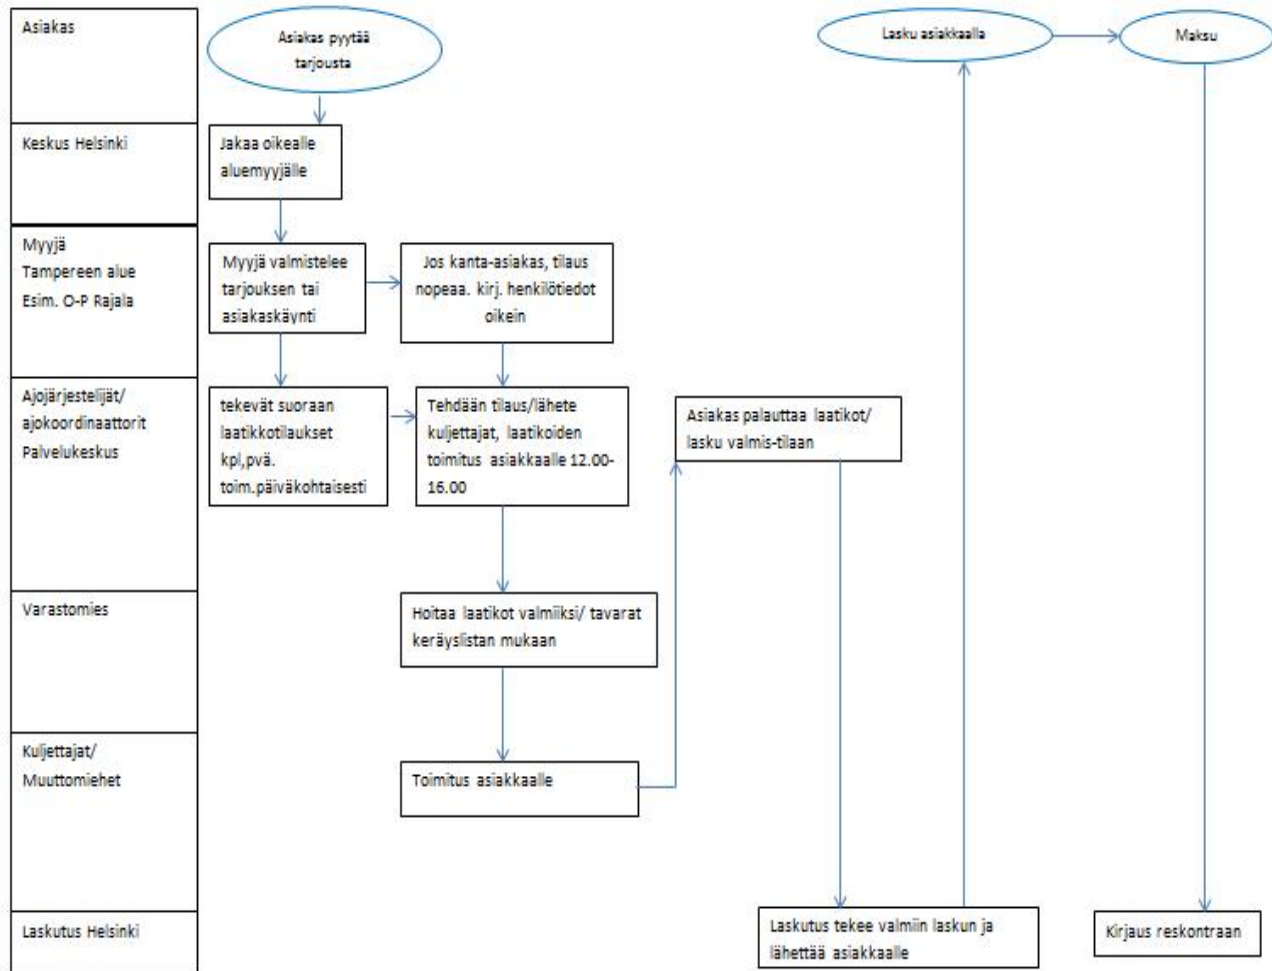 Asiakas
Asiakas pyytää
tarjousta
Lasku asiakkaalla
Maksu
Keskus Helsinki
Jakaa oikealle
aluemyyjälle
Myyjä
Tampereen alue
Esim. O-P Rajala
Myyjä valmistelee
tarjouksen tai
asiakaskäynti
Jos kanta-asiakas, tilaus
nopeaa. kirj. henkilötiedot
oikein
Ajojärjestelijät/
ajokoordinaattorit
Palvelukeskus
tekevät suoraan
laatikkotilaukset
kpl,pvä.
toim.päiväkohtaisesti
Tehdään tilaus/lähete
kuljettajat, laatikoiden
toimitus asiakkaalle 12.00-
16.00
Asiakas palauttaa laatikot/
lasku valmis-tilaan
Varastomies
Hoitaa laatikot valmiiksi/ tavarat
keräyslistan mukaan
Kuljettajat/
Muuttomiehet
Toimitus asiakkaalle
Laskutus Helsinki
Laskutus tekee valmiin laskun ja
lähettää asiakkaalle
Kirjaus reskontraan